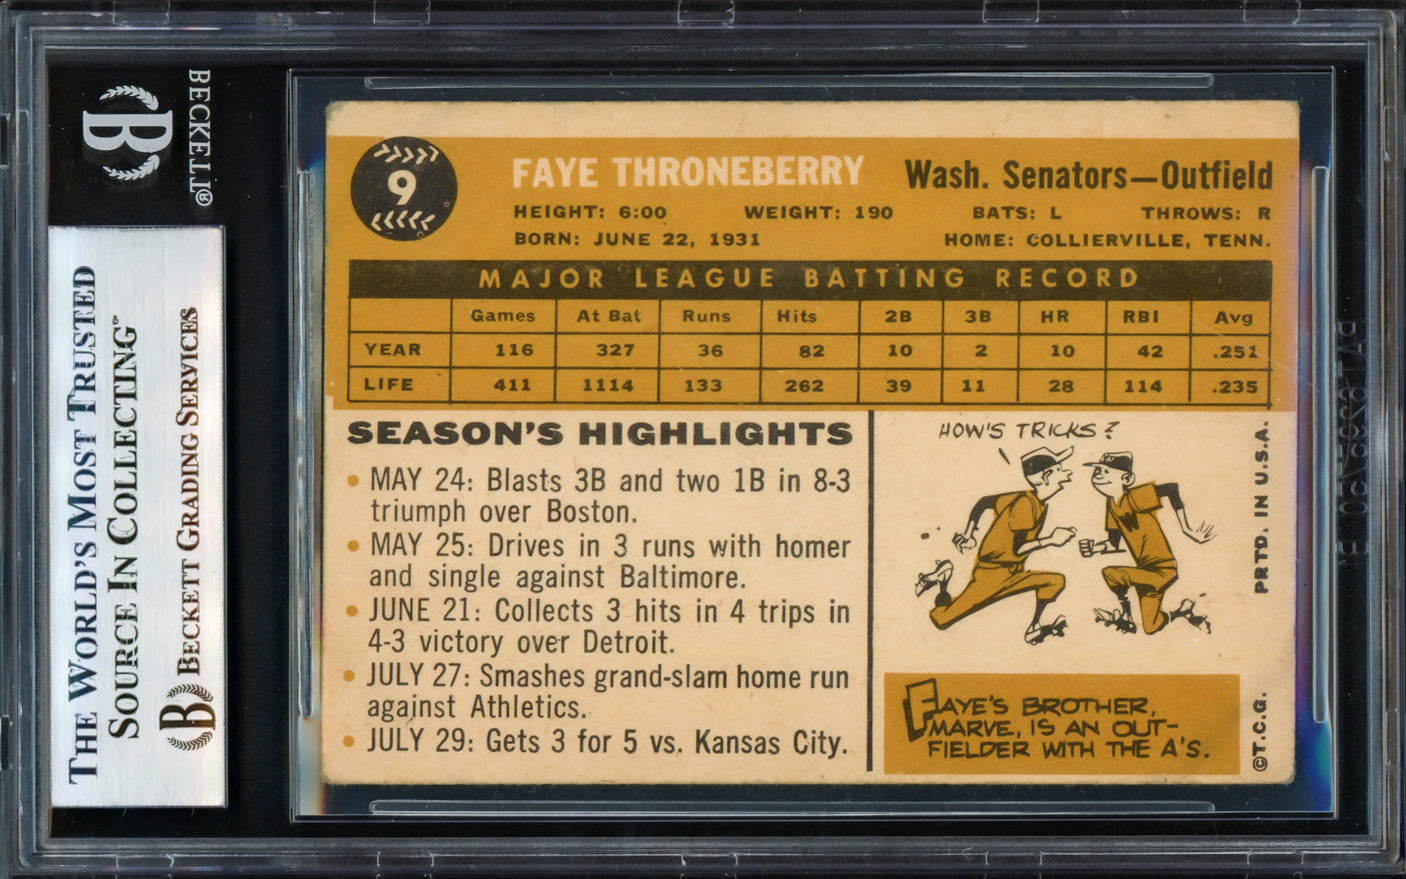 BECKETT®
THE WORLD'S MOST TRUSTED
SOURCE IN COLLECTING™
B BECKETT GRADING SERVICES
9
FAYE THRONEBERRY
Wash. Senators—Outfield
HEIGHT: 6:00 WEIGHT: 190 BATS: L THROWS: R
BORN: JUNE 22, 1931 HOME: COLLIERVILLE, TENN.
MAJOR LEAGUE BATTING RECORD
Games At Bat Runs Hits 2B 3B HR RBI Avg
YEAR 116 327 36 82 10 2 10 42 .251
LIFE 411 1114 133 262 39 11 28 114 .235
SEASON'S HIGHLIGHTS
• MAY 24: Blasts 3B and two 1B in 8-3
triumph over Boston.
• MAY 25: Drives in 3 runs with homer
and single against Baltimore.
• JUNE 21: Collects 3 hits in 4 trips in
4-3 victory over Detroit.
• JULY 27: Smashes grand-slam home run
against Athletics.
• JULY 29: Gets 3 for 5 vs. Kansas City.
HOW'S TRICKS?
W
FAYE'S BROTHER,
MARVE, IS AN OUT-
FIELDER WITH THE A'S.
©T.C.G.
PRTD. IN U.S.A.